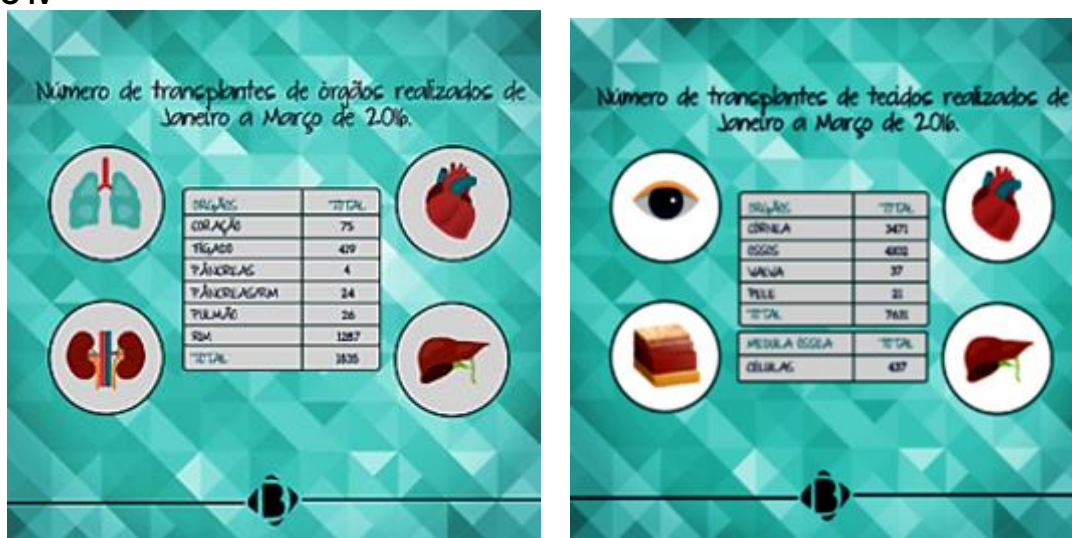 Número de transplantes de órgãos realizados de
Janeiro a Março de 2016.
ORGÃOS TOTAL
CORAÇÃO 75
FÍGADO 419
PÂNCREAS 4
PÂNCREAS/RIM 24
PULMÃO 26
RIM 1287
TOTAL 1835
B
Número de transplantes de tecidos realizados de
Janeiro a Março de 2016.
ORGÃOS TOTAL
CÓRNEA 3471
OSSOS 4102
VALVA 37
PELE 21
TOTAL 7631
MEDULA ÓSSEA TOTAL
CÉLULAS 437
B